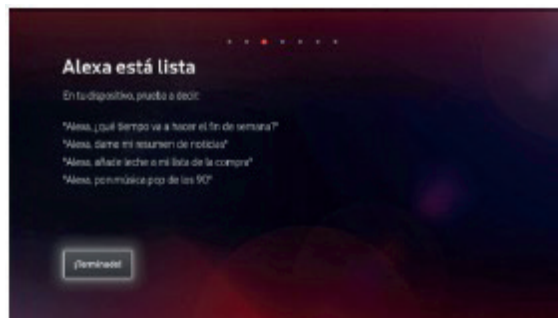 Alexa está lista
En tu dispositivo, prueba a decir:
"Alexa, ¿qué tiempo va a hacer el fin de semana?"
"Alexa, dame mi resumen de noticias"
"Alexa, añade leche a mi lista de la compra"
"Alexa, pon música pop de los 90"
¡Terminado!